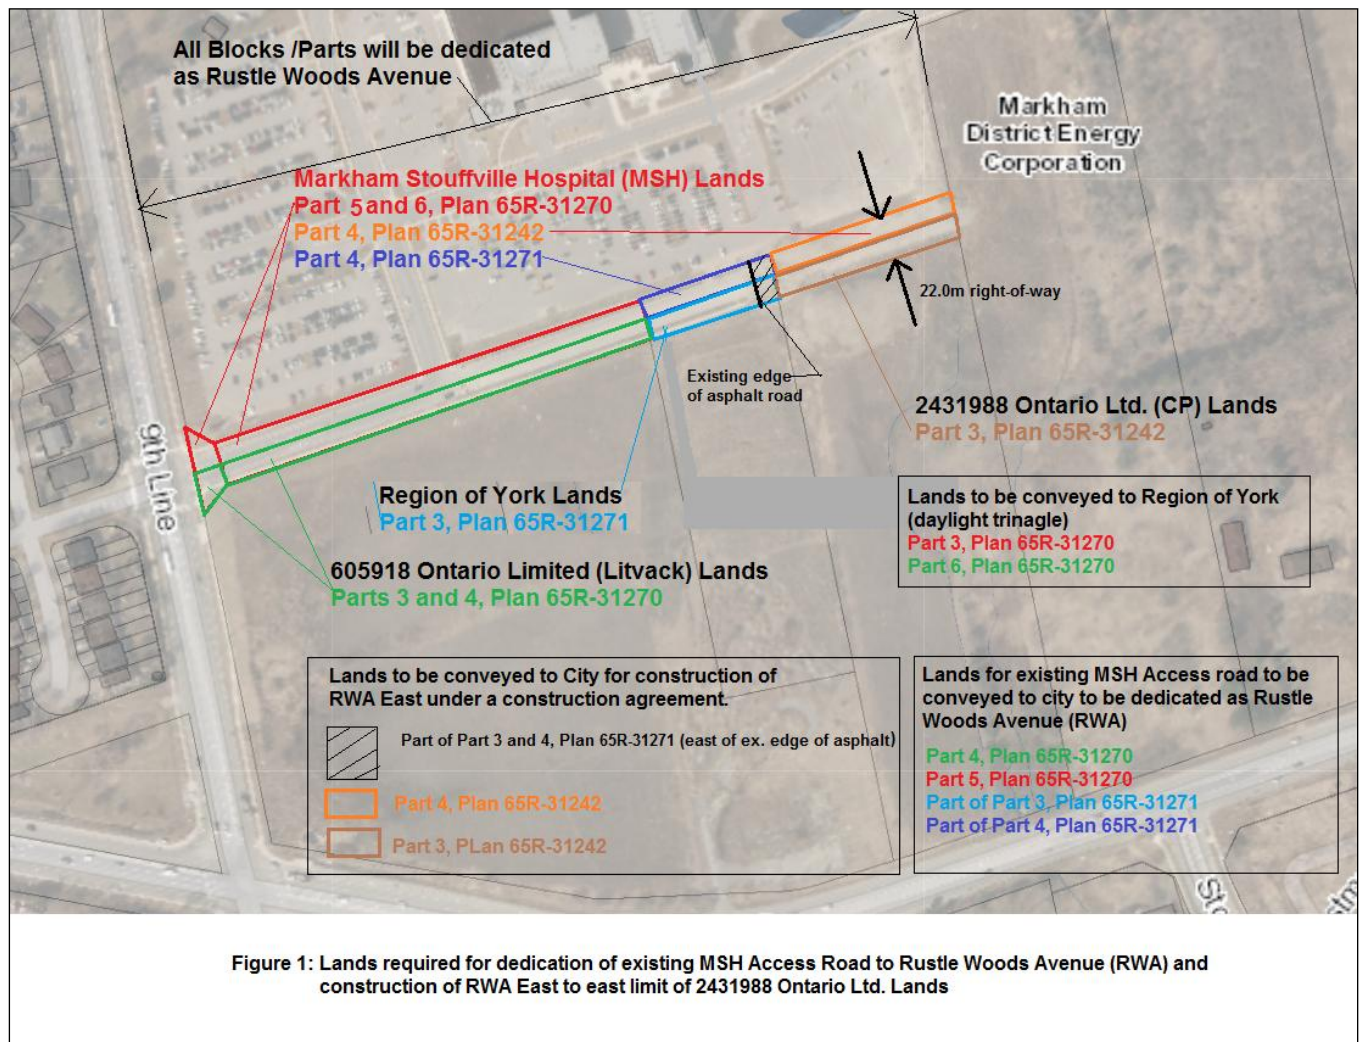 All Blocks /Parts will be dedicated
as Rustle Woods Avenue
Markham
District Energy
Corporation
Markham Stouffville Hospital (MSH) Lands
Part 5 and 6, Plan 65R-31270
Part 4, Plan 65R-31242
Part 4, Plan 65R-31271
22.0m right-of-way
Existing edge
of asphalt road
2431988 Ontario Ltd. (CP) Lands
Part 3, Plan 65R-31242
9th Line
Region of York Lands
Part 3, Plan 65R-31271
Lands to be conveyed to Region of York
(daylight trinagle)
Part 3, Plan 65R-31270
Part 6, Plan 65R-31270
605918 Ontario Limited (Litvack) Lands
Parts 3 and 4, Plan 65R-31270
Lands to be conveyed to City for construction of
RWA East under a construction agreement.
Part of Part 3 and 4, Plan 65R-31271 (east of ex. edge of asphalt)
Part 4, Plan 65R-31242
Part 3, PLan 65R-31242
Lands for existing MSH Access road to be
conveyed to city to be dedicated as Rustle
Woods Avenue (RWA)
Part 4, Plan 65R-31270
Part 5, Plan 65R-31270
Part of Part 3, Plan 65R-31271
Part of Part 4, Plan 65R-31271
Figure 1: Lands required for dedication of existing MSH Access Road to Rustle Woods Avenue (RWA) and
construction of RWA East to east limit of 2431988 Ontario Ltd. Lands